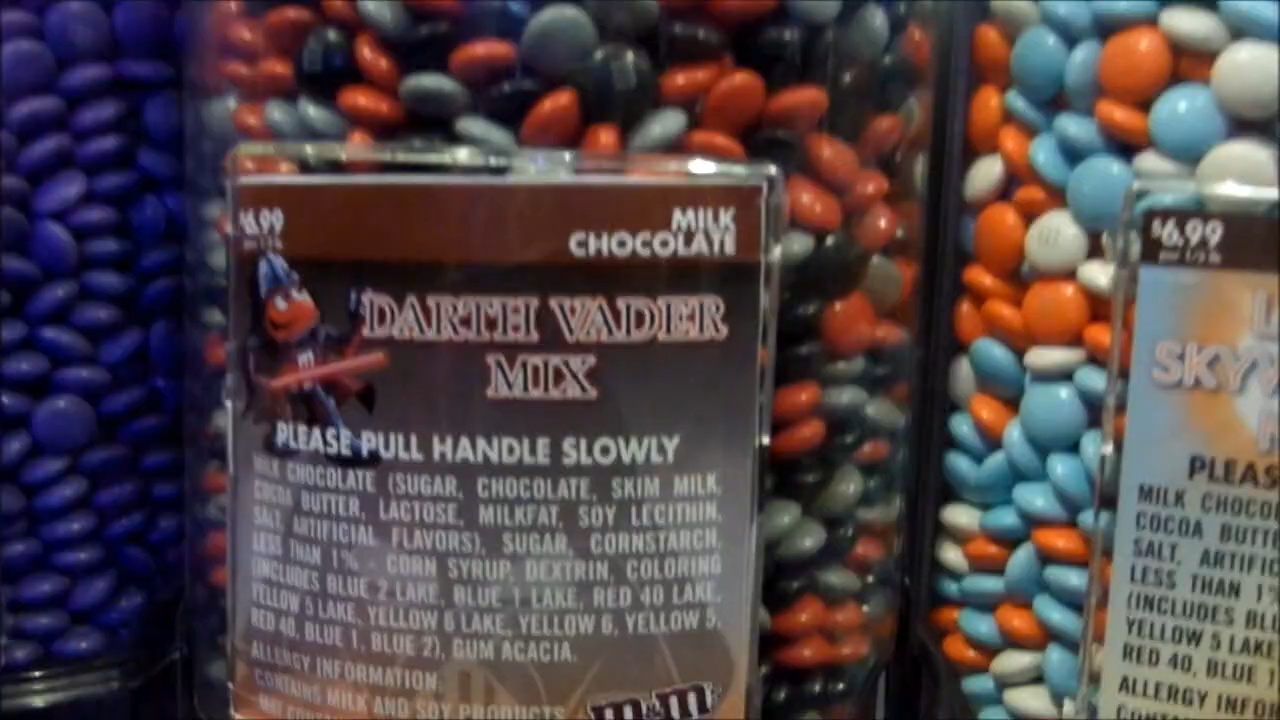 $6.99
MILK
CHOCOLATE
DARTH VADER
MIX
PLEASE PULL HANDLE SLOWLY
MILK CHOCOLATE (SUGAR, CHOCOLATE, SKIM MILK,
COCOA BUTTER, LACTOSE, MILKFAT, SOY LECITHIN,
SALT, ARTIFICIAL FLAVORS), SUGAR, CORNSTARCH,
LESS THAN 1% - CORN SYRUP, DEXTRIN, COLORING
(INCLUDES BLUE 2 LAKE, BLUE 1 LAKE, RED 40 LAKE,
YELLOW 5 LAKE, YELLOW 6 LAKE, YELLOW 6, YELLOW 5,
RED 40, BLUE 1, BLUE 2), GUM ACACIA.
ALLERGY INFORMATION:
CONTAINS MILK AND SOY PRODUCTS
m&m
$6.99
SKY
PLEAS
MILK CHOCO
COCOA BUTT
SALT, ARTIFIC
LESS THAN 1%
(INCLUDES BLU
YELLOW 5 LAKE
RED 40, BLUE 1
ALLERGY INFOR